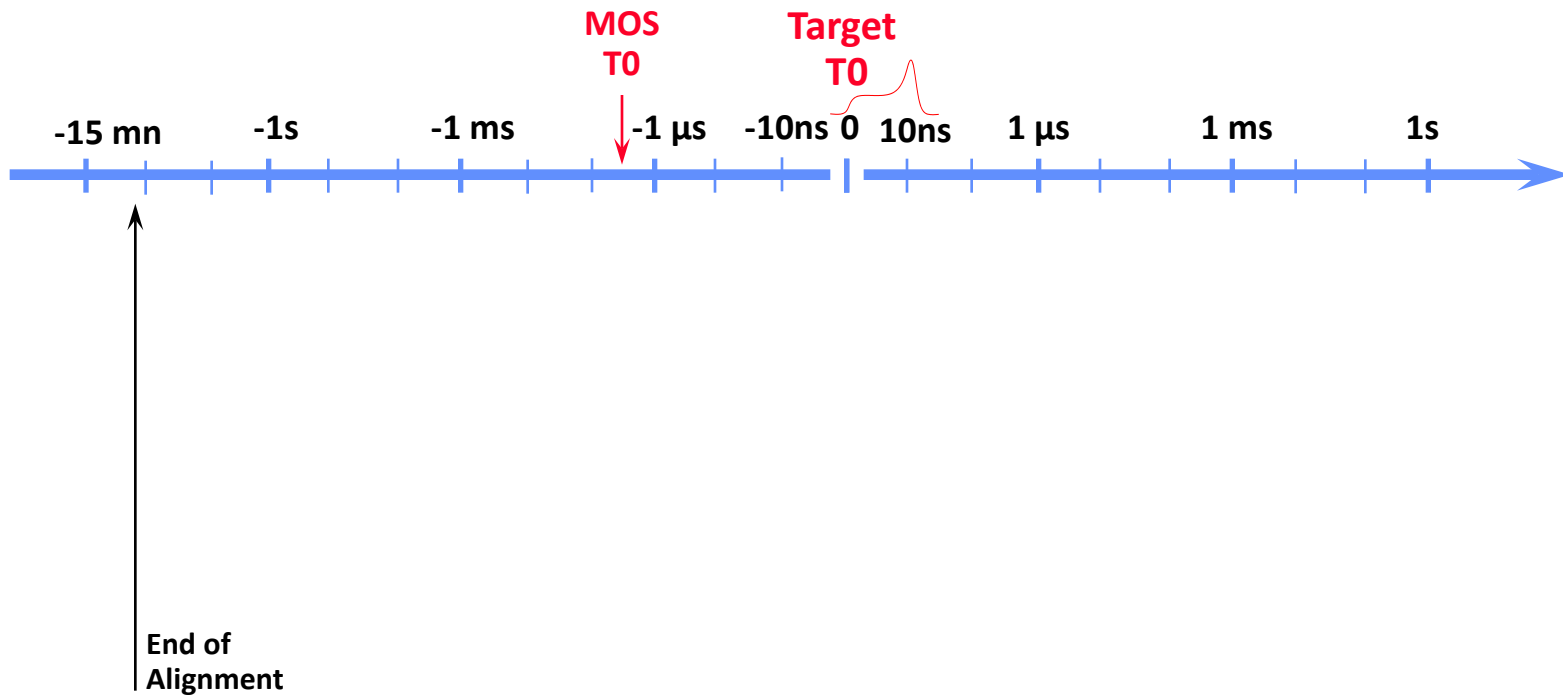 MOS
T0
Target
T0
-15 mn
-1s
-1 ms
-1 µs
-10ns
0
10ns
1 µs
1 ms
1s
End of
Alignment